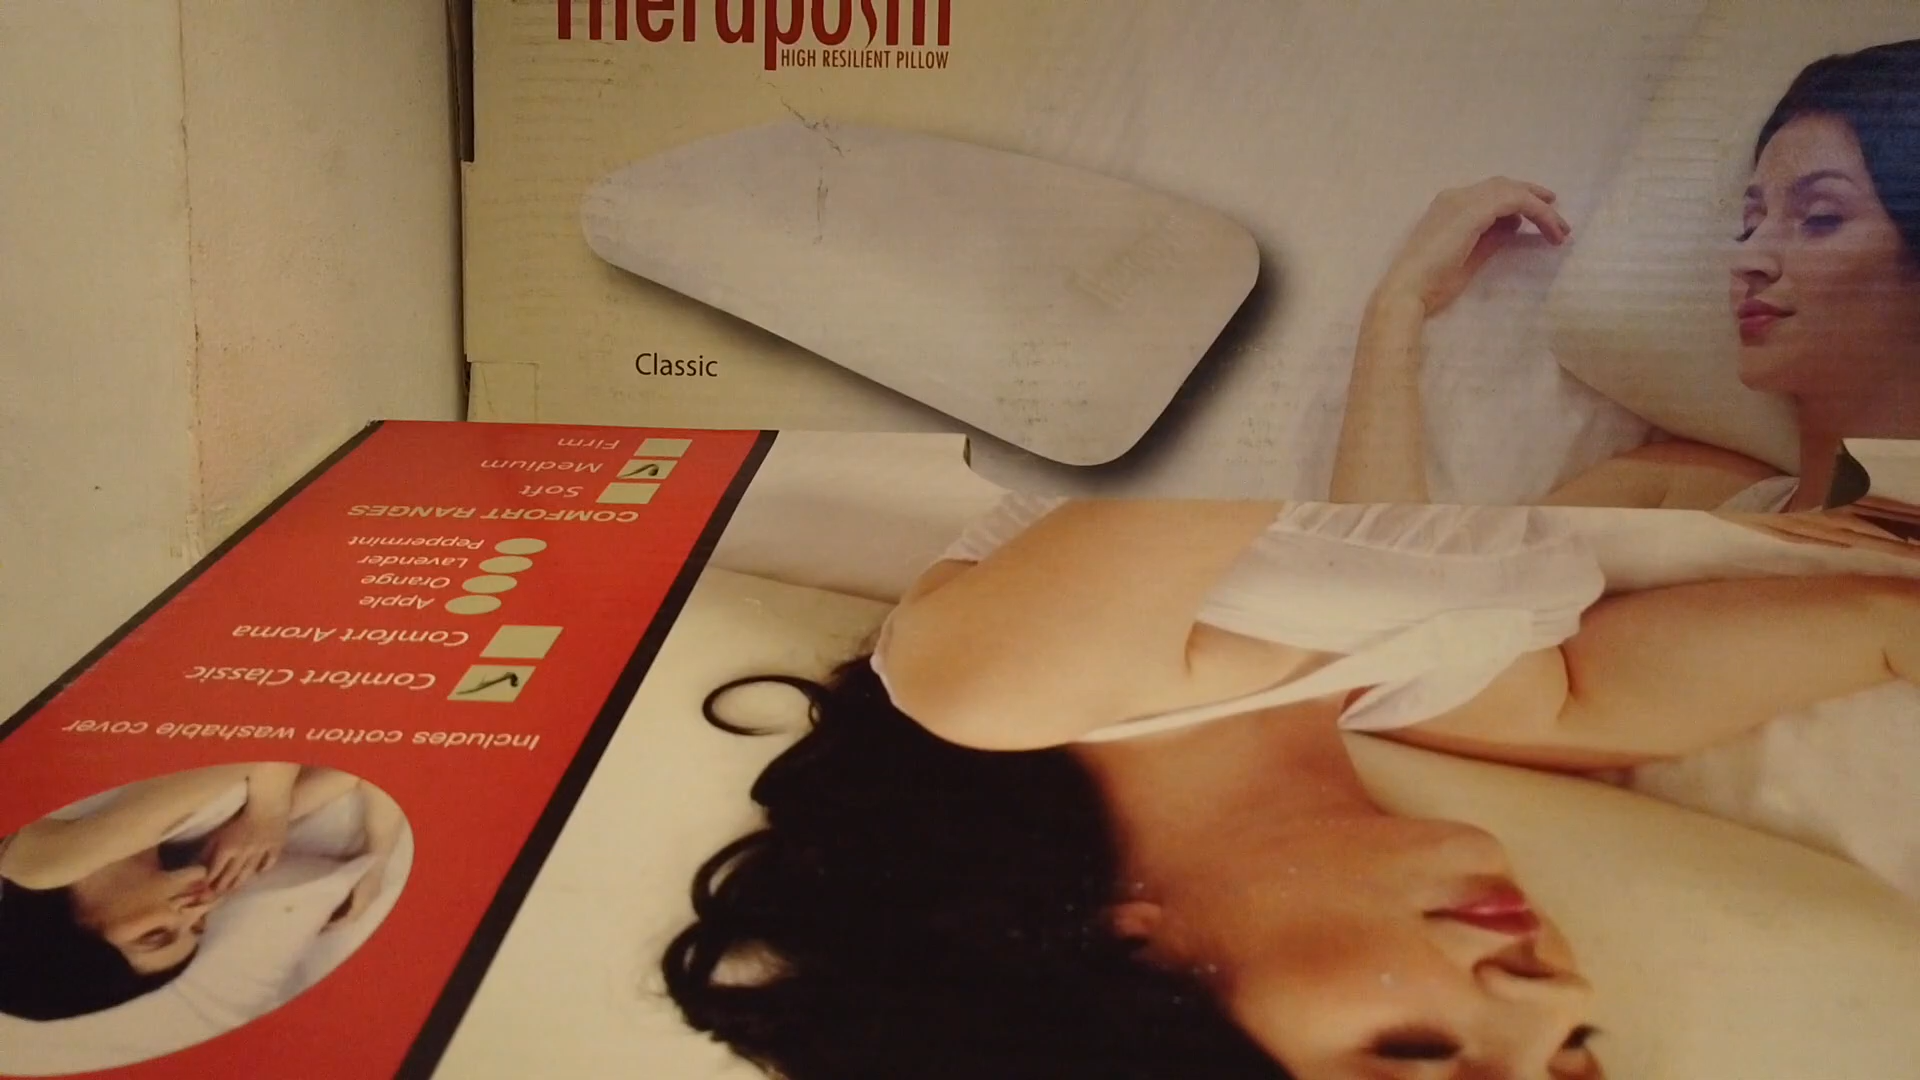 Therapoint
HIGH RESILIENT PILLOW
Classic
Includes cotton washable cover
Comfort Classic
Comfort Aroma
Apple
Orange
Lavender
Peppermint
COMFORT RANGES
Soft
Medium
Firm